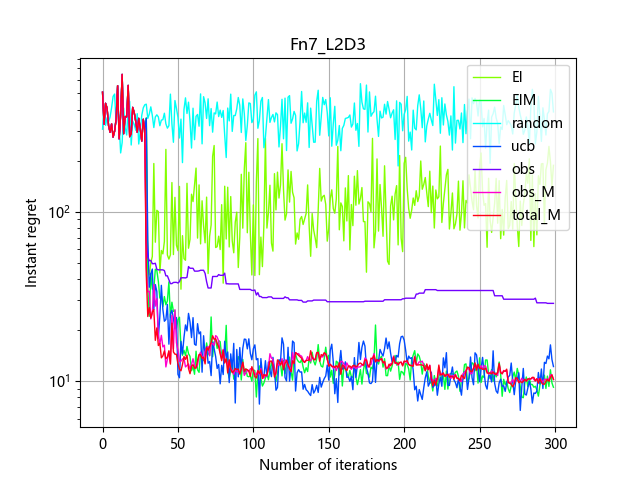 Fn7_L2D3
EI
EIM
random
ucb
obs
obs_M
total_M
Instant regret
10²
10¹
0 50 100 150 200 250 300
Number of iterations